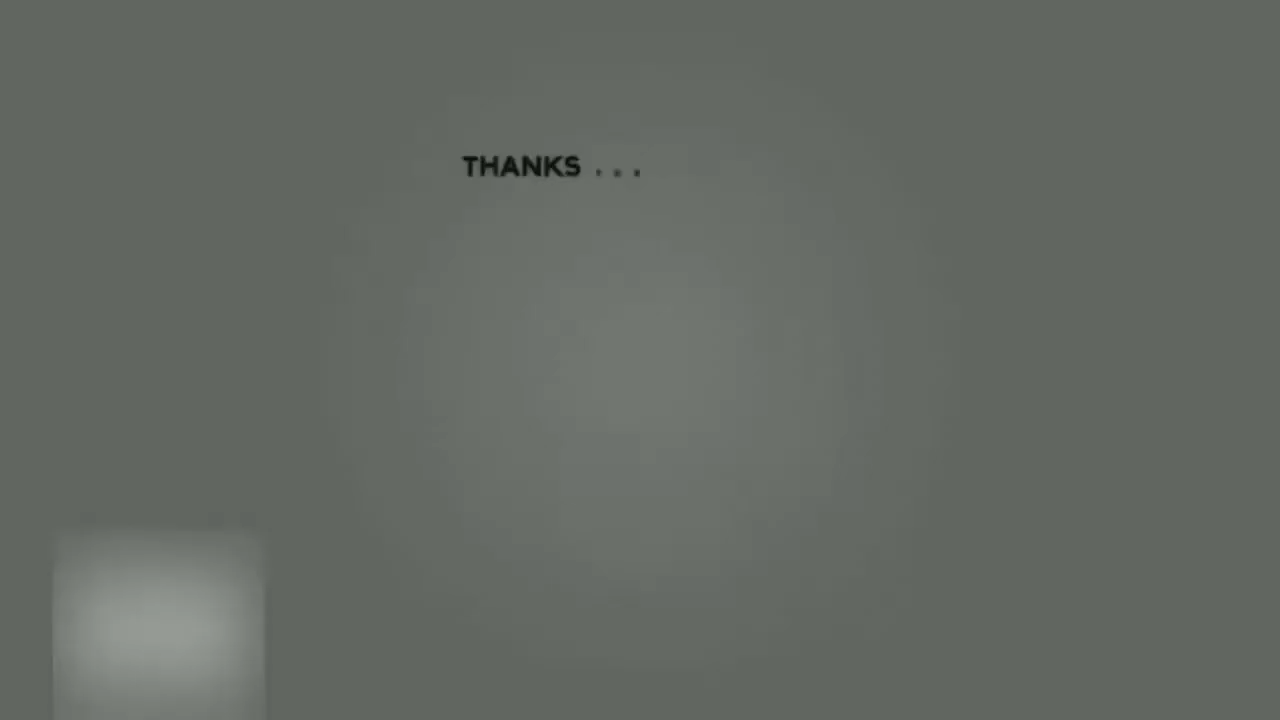 THANKS . . .